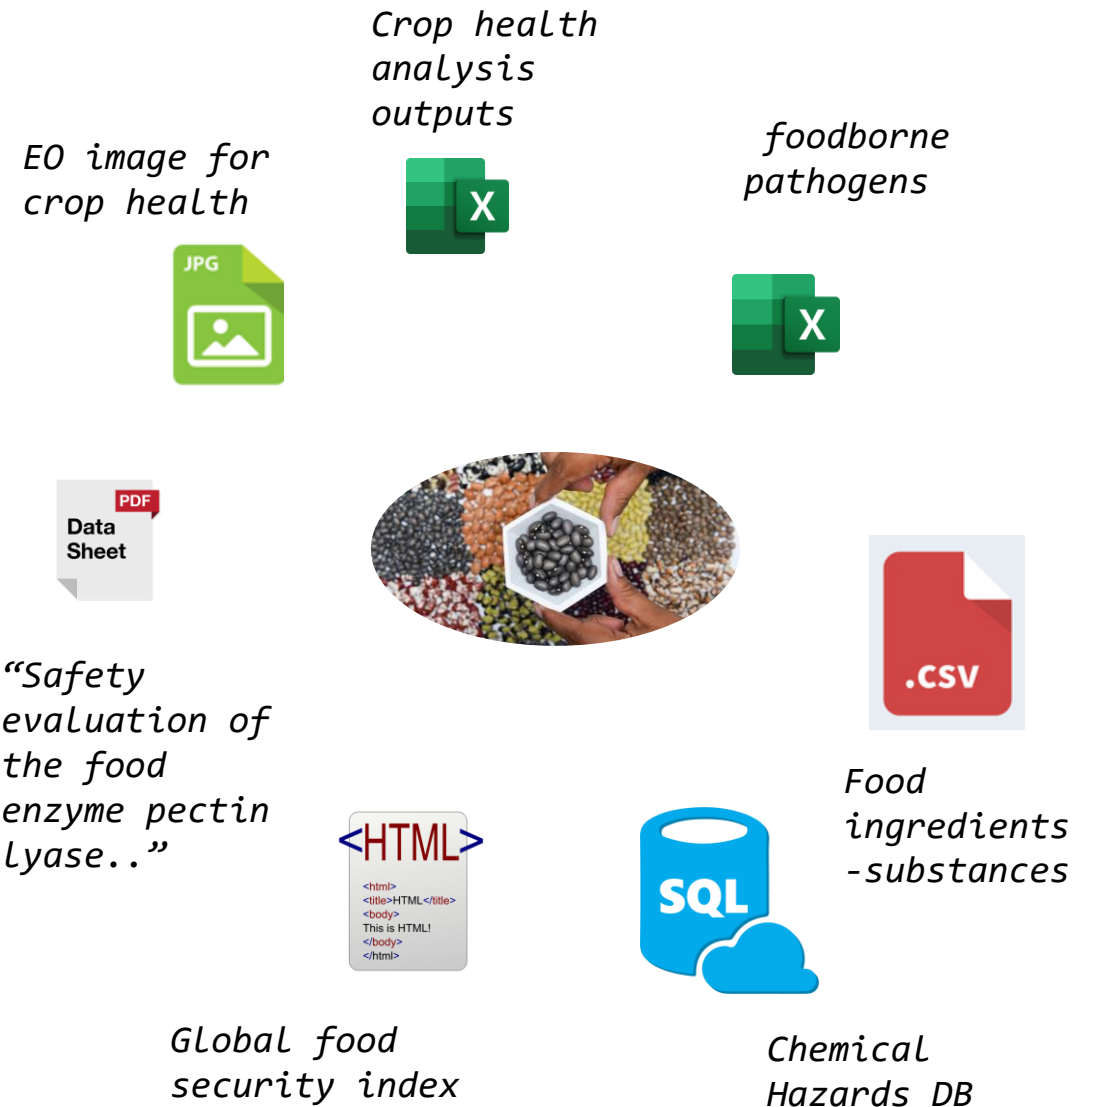 Crop health
analysis
outputs
X
EO image for
crop health
JPG
foodborne
pathogens
X
PDF
Data
Sheet
“Safety
evaluation of
the food
enzyme pectin
lyase..”
.csv
Food
ingredients
-substances
<HTML>
<html>
<title>HTML</title>
<body>
This is HTML!
</body>
</html>
Global food
security index
SQL
Chemical
Hazards DB